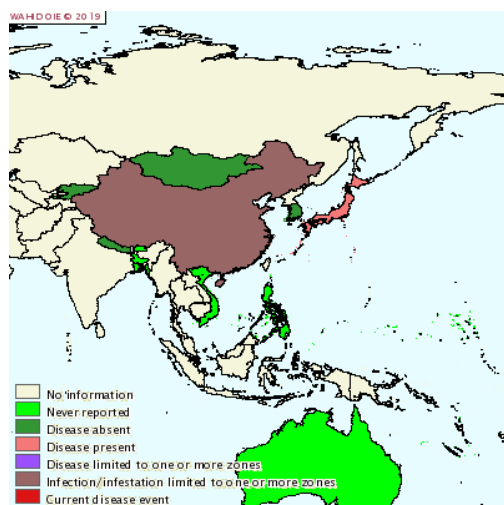 WAHID OIE © 2019
No information
Never reported
Disease absent
Disease present
Disease limited to one or more zones
Infection/infestation limited to one or more zones
Current disease event